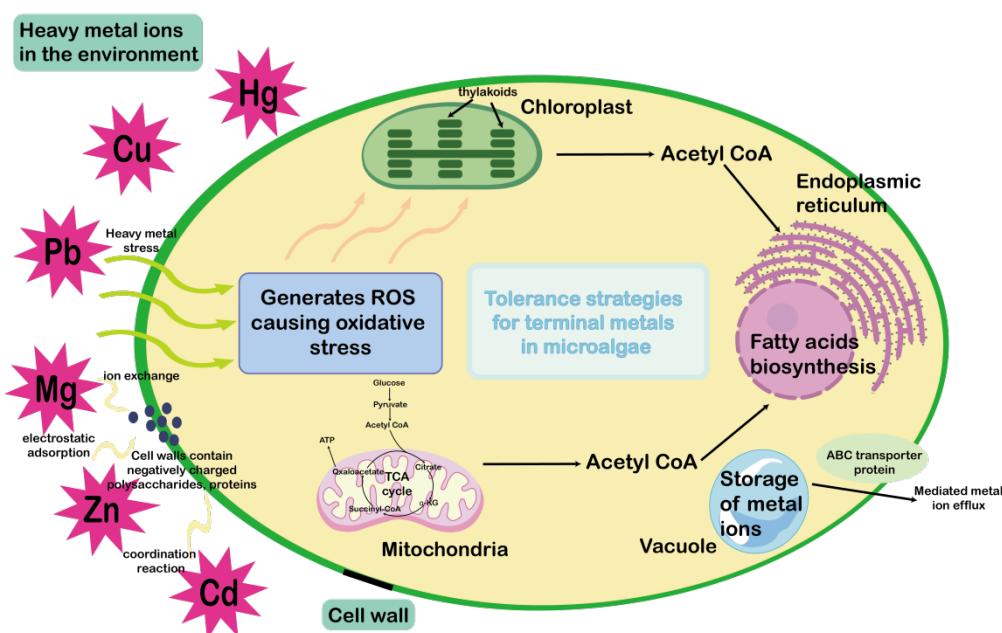 Heavy metal ions
in the environment
Hg
Cu
Pb
Heavy metal
stress
Mg
ion exchange
electrostatic
adsorption
Cell walls contain
negatively charged
polysaccharides, proteins
Zn
coordination
reaction
Cd
thylakoids
Chloroplast
Acetyl CoA
Endoplasmic
reticulum
Generates ROS
causing oxidative
stress
Tolerance strategies
for terminal metals
in microalgae
Fatty acids
biosynthesis
Glucose
Pyruvate
Acetyl CoA
ATP
Oxaloacetate
Citrate
TCA
cycle
α-KG
Succinyl-CoA
Mitochondria
Acetyl CoA
Storage
of metal
ions
Vacuole
ABC transporter
protein
Mediated metal
ion efflux
Cell wall